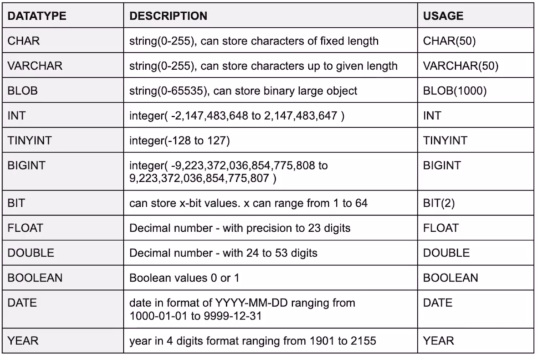 DATATYPE DESCRIPTION USAGE
CHAR string(0-255), can store characters of fixed length CHAR(50)
VARCHAR string(0-255), can store characters up to given length VARCHAR(50)
BLOB string(0-65535), can store binary large object BLOB(1000)
INT integer( -2,147,483,648 to 2,147,483,647 ) INT
TINYINT integer(-128 to 127) TINYINT
BIGINT integer( -9,223,372,036,854,775,808 to BIGINT
9,223,372,036,854,775,807 )
BIT can store x-bit values. x can range from 1 to 64 BIT(2)
FLOAT Decimal number - with precision to 23 digits FLOAT
DOUBLE Decimal number - with 24 to 53 digits DOUBLE
BOOLEAN Boolean values 0 or 1 BOOLEAN
DATE date in format of YYYY-MM-DD ranging from DATE
1000-01-01 to 9999-12-31
YEAR year in 4 digits format ranging from 1901 to 2155 YEAR